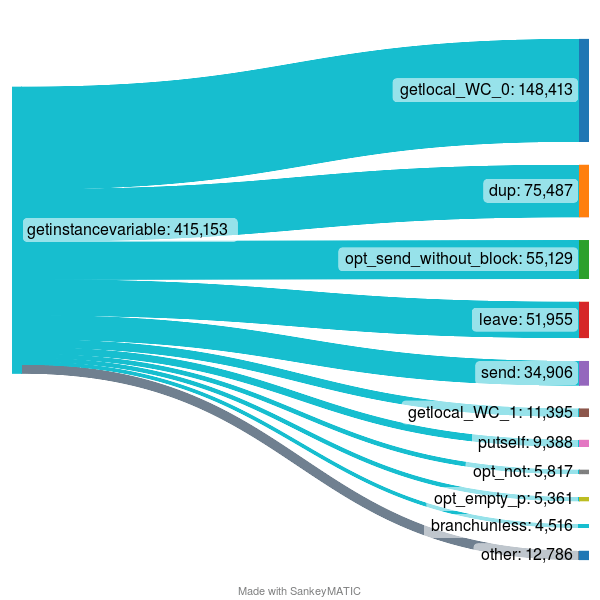 getlocal_WC_0: 148,413
dup: 75,487
getinstancevariable: 415,153
opt_send_without_block: 55,129
leave: 51,955
send: 34,906
getlocal_WC_1: 11,395
putself: 9,388
opt_not: 5,817
opt_empty_p: 5,361
branchunless: 4,516
other: 12,786
Made with SankeyMATIC